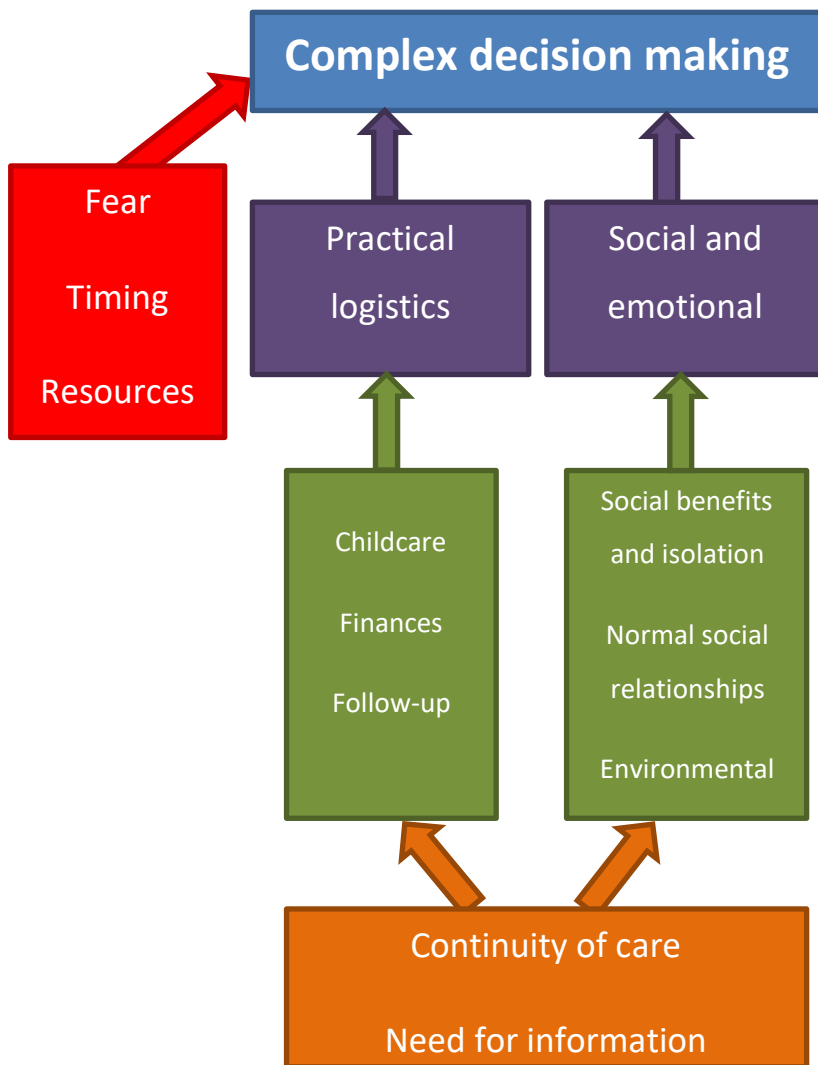 Complex decision making
Fear
Timing
Resources
Practical
logistics
Social and
emotional
Childcare
Finances
Follow-up
Social benefits
and isolation
Normal social
relationships
Environmental
Continuity of care
Need for information